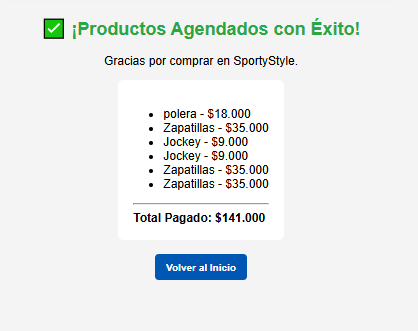 ✅ ¡Productos Agendados con Éxito!
Gracias por comprar en SportyStyle.
• polera - $18.000
• Zapatillas - $35.000
• Jockey - $9.000
• Jockey - $9.000
• Zapatillas - $35.000
• Zapatillas - $35.000
Total Pagado: $141.000
Volver al Inicio